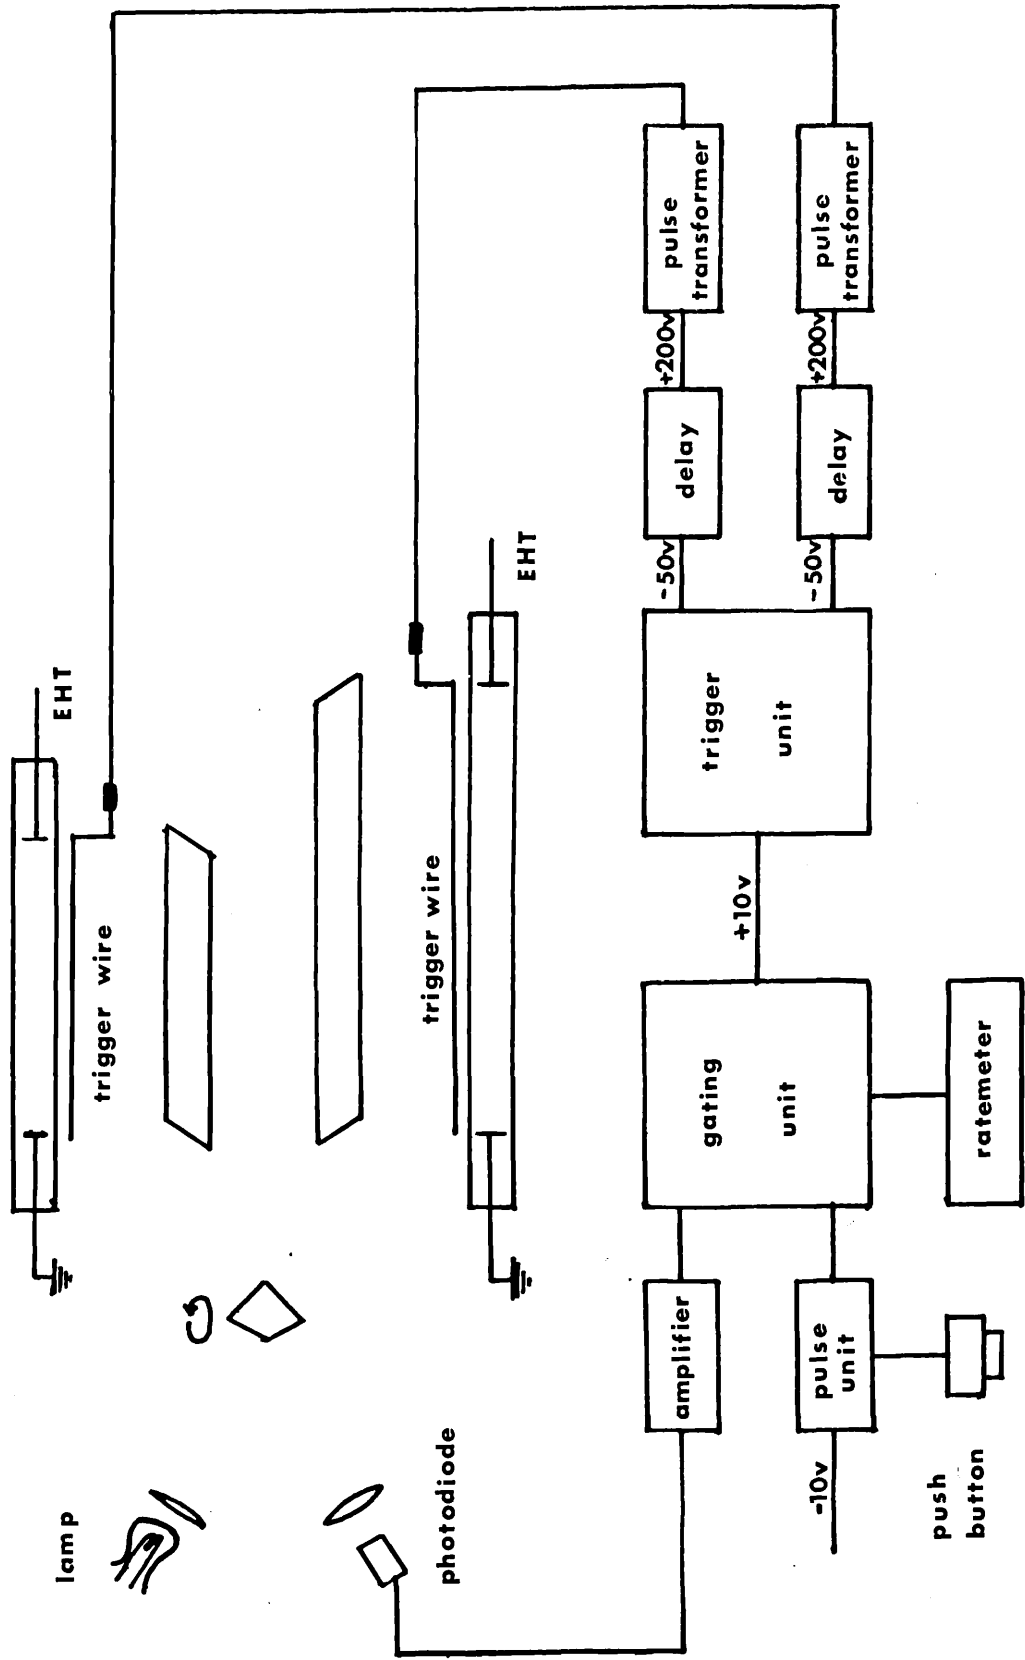 lamp
photodiode
EHT
trigger wire
trigger wire
EHT
amplifier
gating
unit
+10v
trigger
unit
-50v
delay
+200v
pulse
transformer
-10v
pulse
unit
-50v
delay
+200v
pulse
transformer
push
button
ratemeter